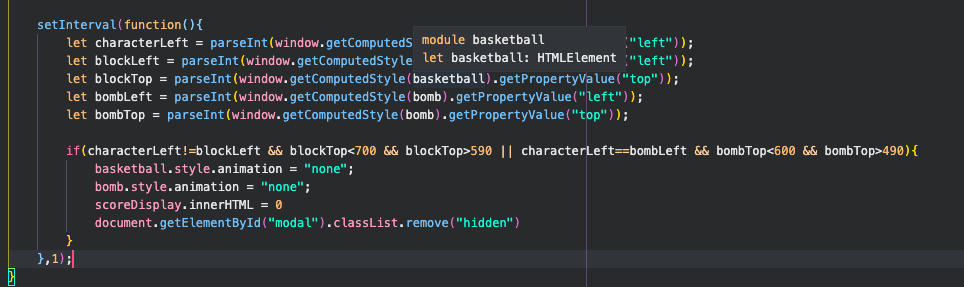 setInterval(function(){
let characterLeft = parseInt(window.getComputedS "left"));
module basketball
let blockLeft = parseInt(window.getComputedStyle "left"));
let basketball: HTMLElement
let blockTop = parseInt(window.getComputedStyle(basketball).getPropertyValue("top"));
let bombLeft = parseInt(window.getComputedStyle(bomb).getPropertyValue("left"));
let bombTop = parseInt(window.getComputedStyle(bomb).getPropertyValue("top"));
if(characterLeft!=blockLeft && blockTop<700 && blockTop>590 || characterLeft==bombLeft && bombTop<600 && bombTop>490){
basketball.style.animation = "none";
bomb.style.animation = "none";
scoreDisplay.innerHTML = 0
document.getElementById("modal").classList.remove("hidden")
}
},1);
}